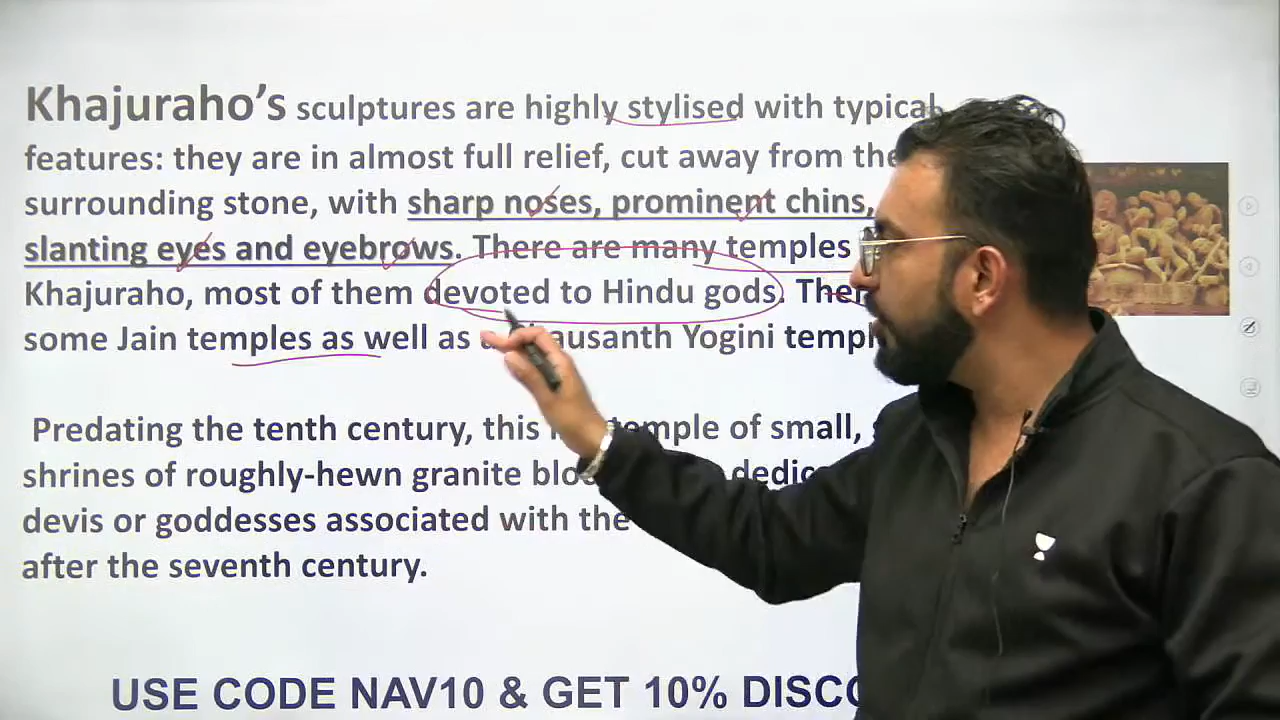 Khajuraho's sculptures are highly stylised with typical
features: they are in almost full relief, cut away from the
surrounding stone, with sharp noses, prominent chins,
slanting eyes and eyebrows. There are many temples
Khajuraho, most of them devoted to Hindu gods.
some Jain temples as well as Yogini
Predating the tenth century, this temple of small,
shrines of roughly-hewn granite
devis or goddesses associated with the
after the seventh century.
USE CODE NAV10 & GET 10%